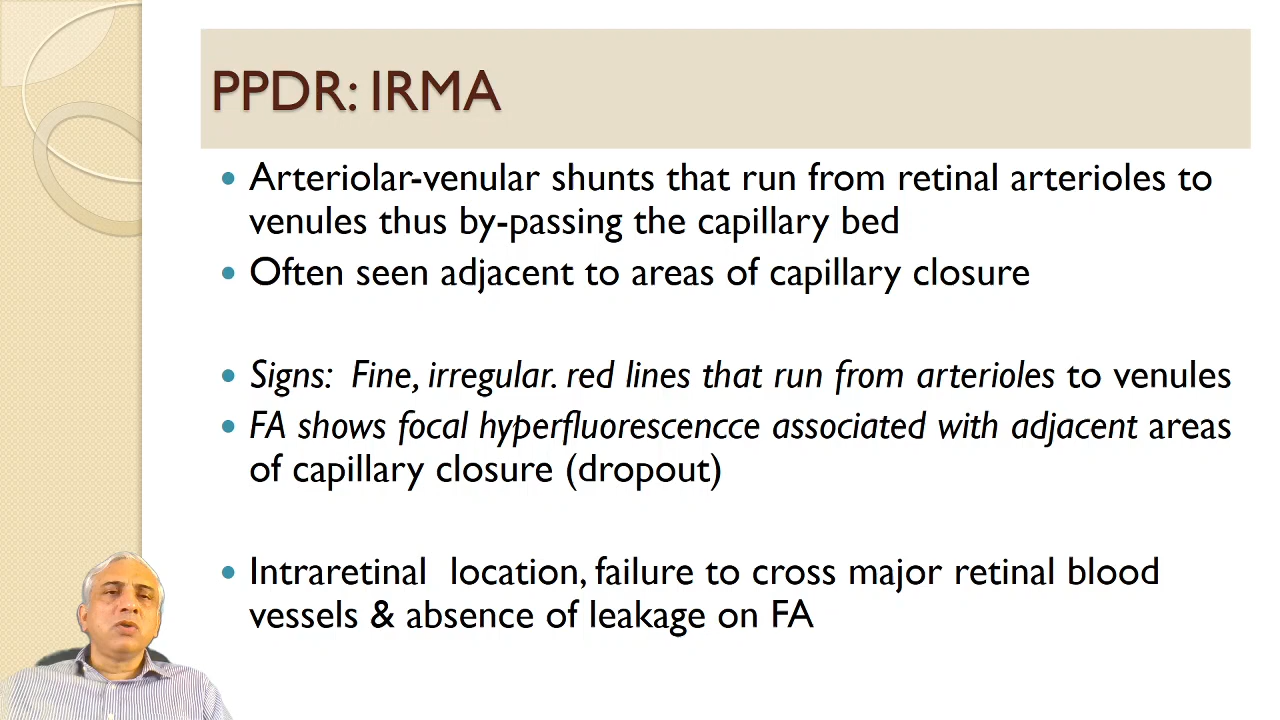 PPDR: IRMA
• Arteriolar-venular shunts that run from retinal arterioles to
venules thus by-passing the capillary bed
• Often seen adjacent to areas of capillary closure
• Signs:  Fine, irregular. red lines that run from arterioles to venules
• FA shows focal hyperfluorescencce associated with adjacent areas
of capillary closure (dropout)
• Intraretinal  location, failure to cross major retinal blood
vessels & absence of leakage on FA